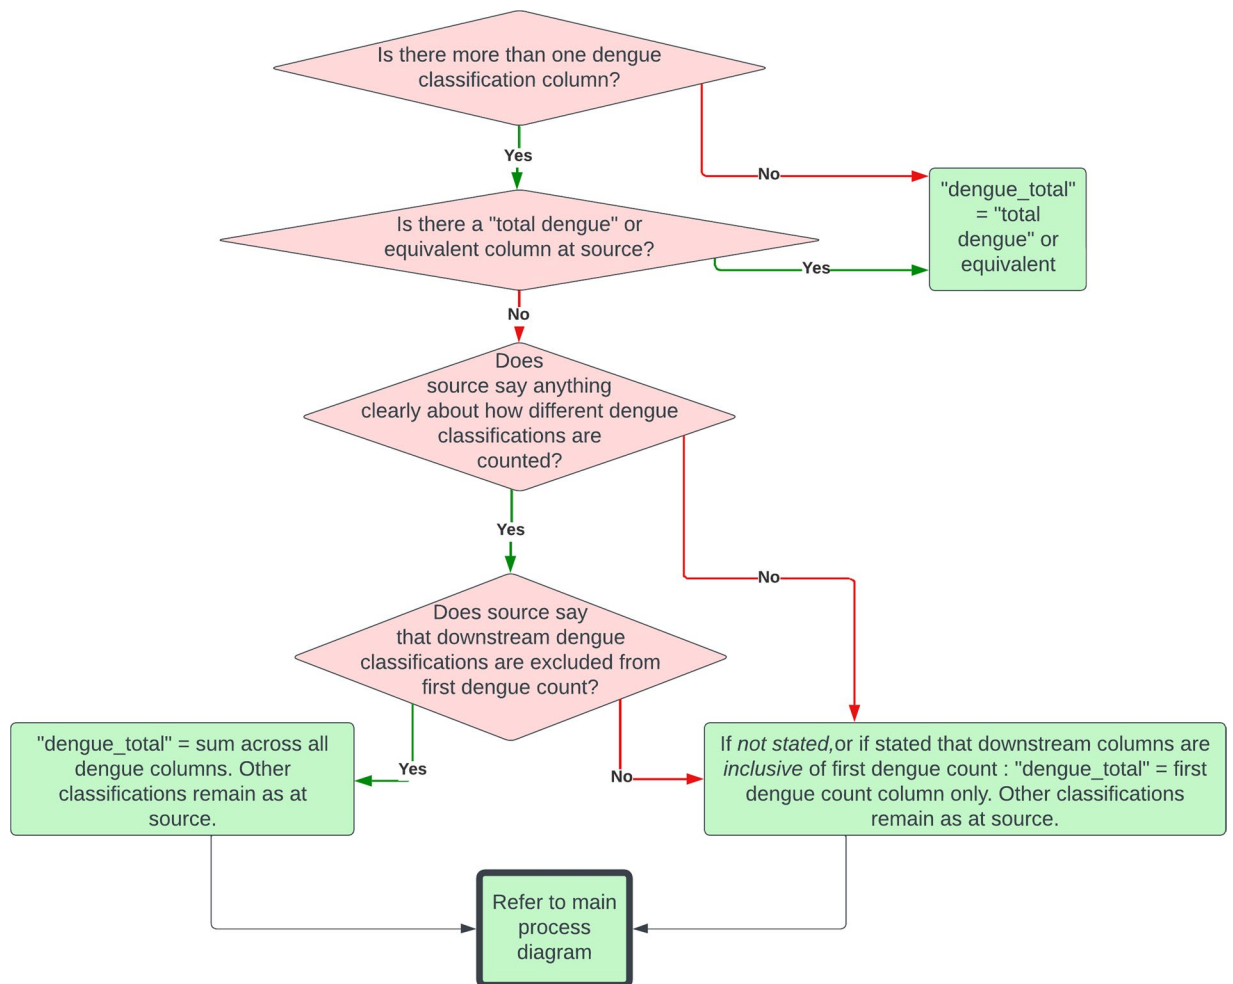 Is there more than one dengue
classification column?
Yes
No
"dengue_total"
= "total
dengue" or
equivalent
Is there a "total dengue" or
equivalent column at source?
Yes
No
Does
source say anything
clearly about how different dengue
classifications are
counted?
Yes
No
Does source say
that downstream dengue
classifications are excluded from
first dengue count?
Yes
No
"dengue_total" = sum across all
dengue columns. Other
classifications remain as at
source.
If not stated,or if stated that downstream columns are
inclusive of first dengue count : "dengue_total" = first
dengue count column only. Other classifications
remain as at source.
Refer to main
process
diagram